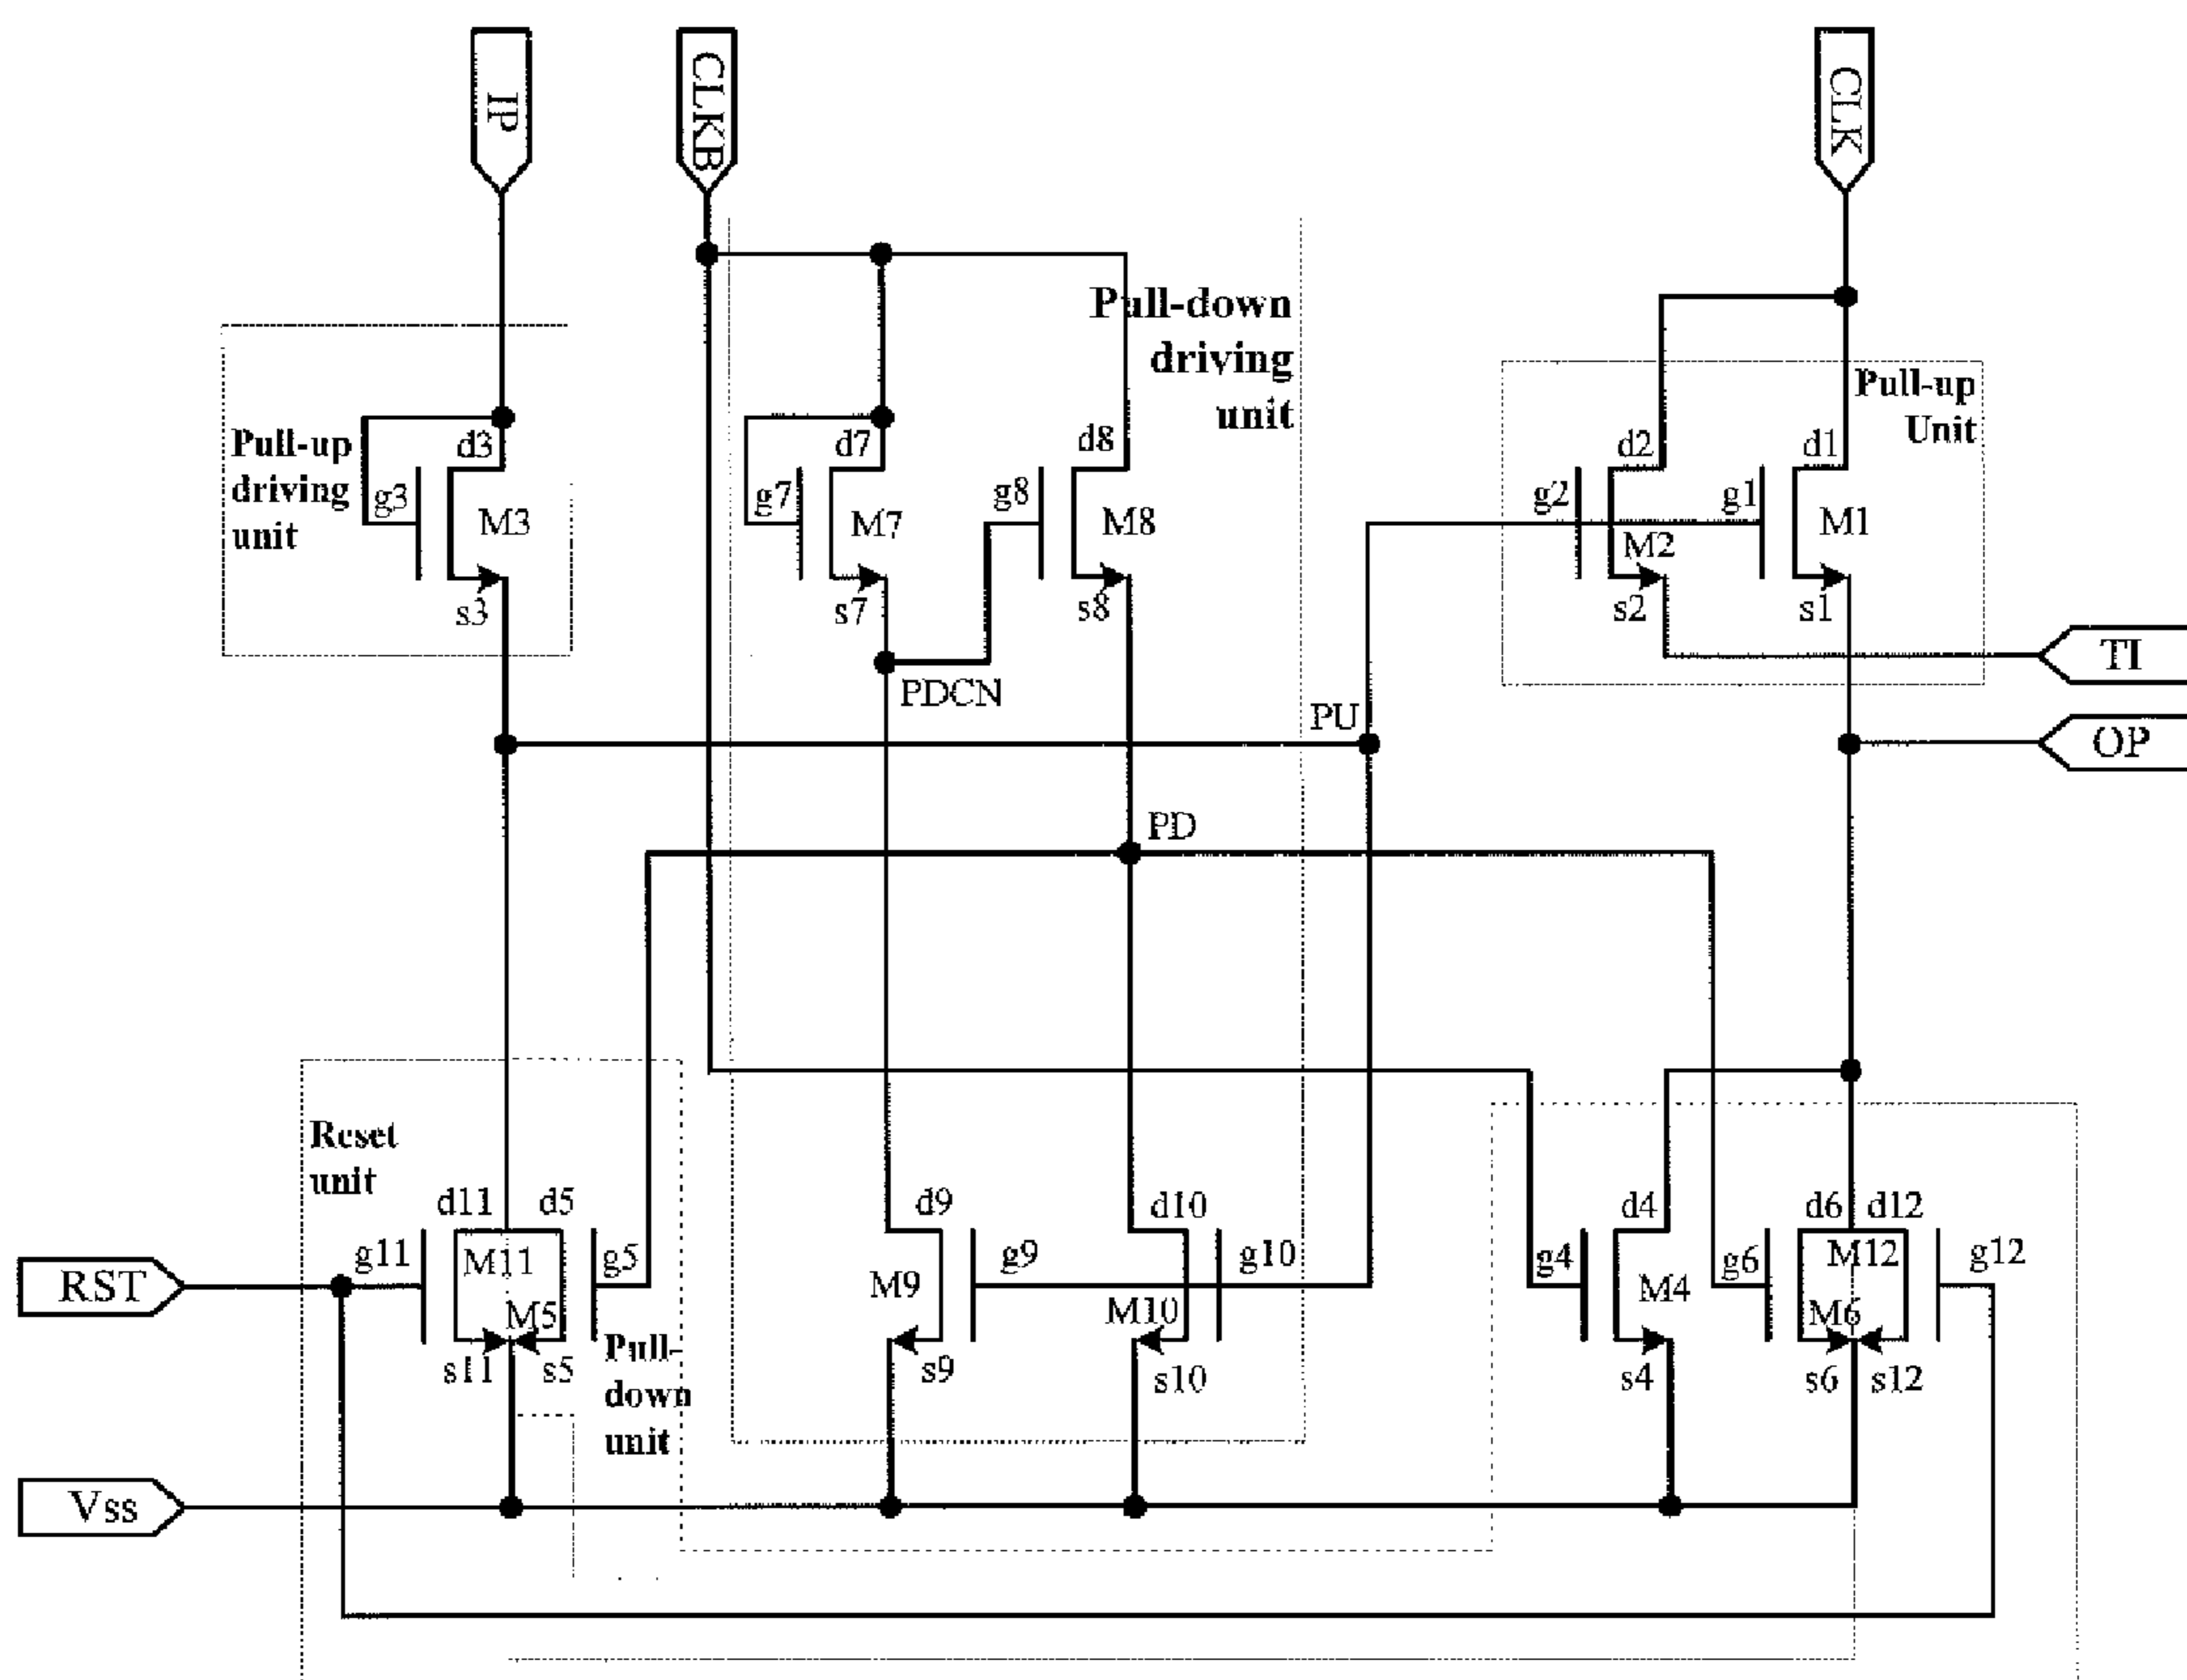 IP
CLKB
CLK
Pull-down
driving
unit
Pull-up
Unit
Pull-up
driving
unit
d3
g3
M3
s3
d7
g7
M7
s7
d8
g8
M8
s8
d2
g2
M2
s2
d1
g1
M1
s1
TI
PDCN
PU
OP
PD
Reset
unit
d11
d5
g11
M11
g5
M5
s11
s5
Pull-
down
unit
d9
M9
g9
s9
d10
g10
M10
s10
d4
g4
M4
s4
d6
d12
g6
M12
g12
M6
s6
s12
RST
Vss